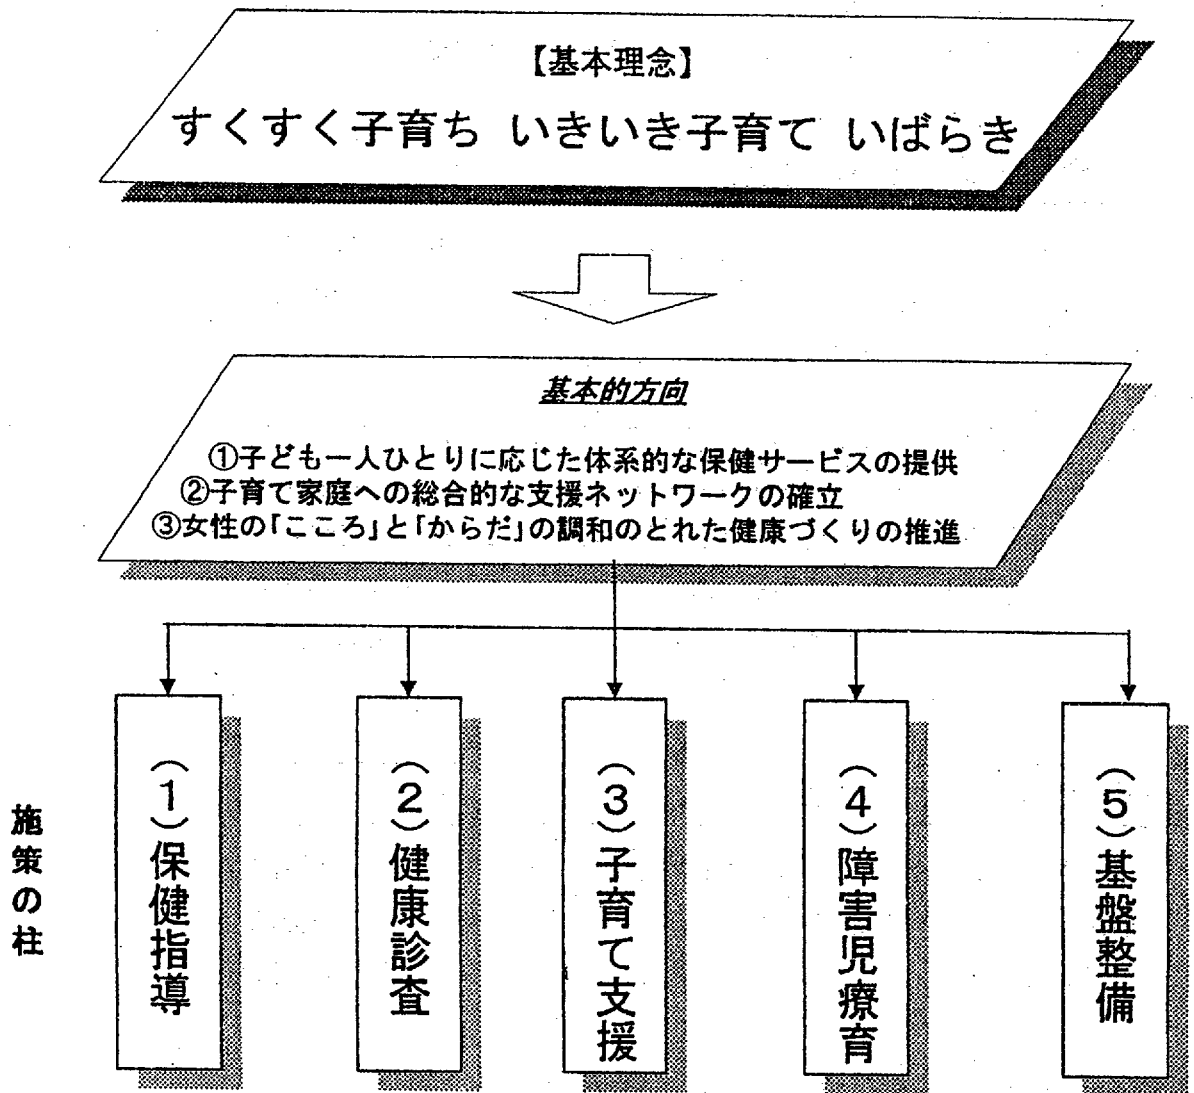 【基本理念】
すくすく子育ち いきいき子育て いばらき
基本的方向
①子ども一人ひとりに応じた体系的な保健サービスの提供
②子育て家庭への総合的な支援ネットワークの確立
③女性の「こころ」と「からだ」の調和のとれた健康づくりの推進
施策の柱
(1)保健指導
(2)健康診査
(3)子育て支援
(4)障害児療育
(5)基盤整備